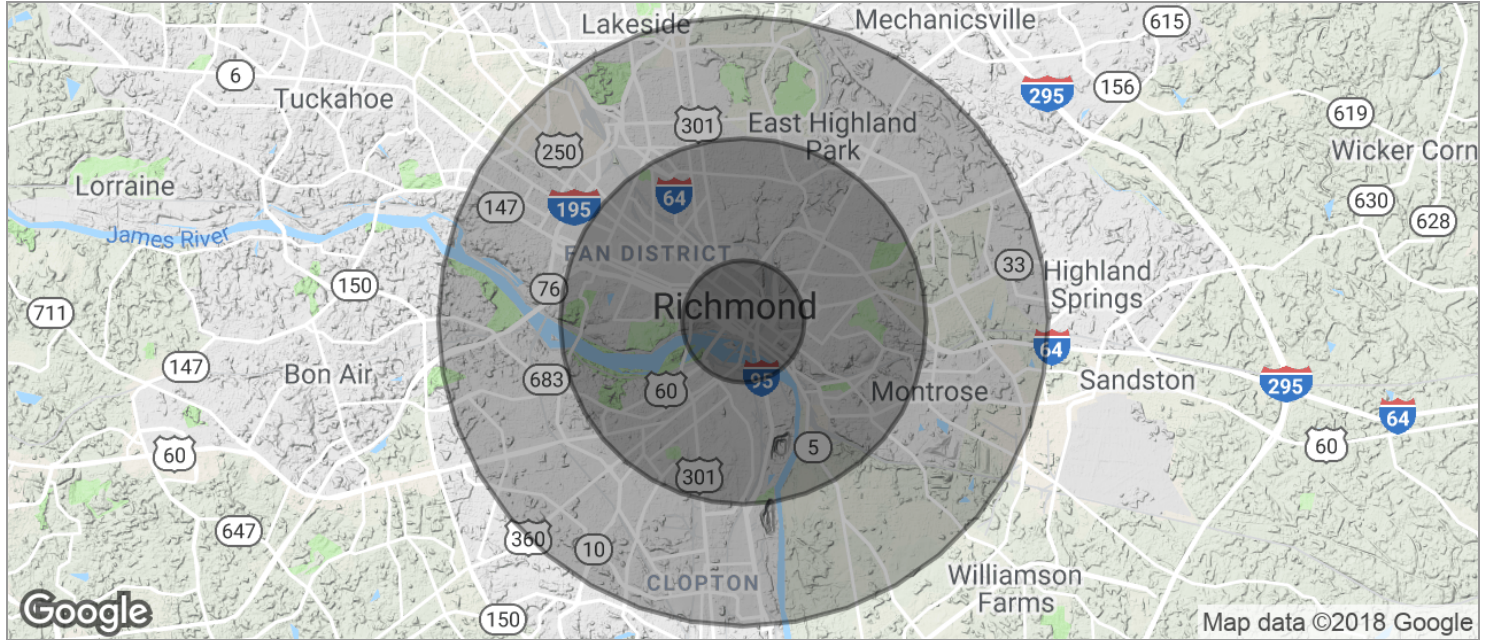 Lakeside
Mechanicsville
615
6
Tuckahoe
295
156
619
301
East Highland
Park
250
Wicker Corn
Lorraine
147
195
64
630
628
James River
FAN DISTRICT
33
Highland
Springs
150
76
Richmond
711
64
147
Bon Air
683
60
95
Montrose
Sandston
295
64
60
301
5
60
647
360
10
CLOPTON
Williamson
Farms
150
Google
Map data ©2018 Google